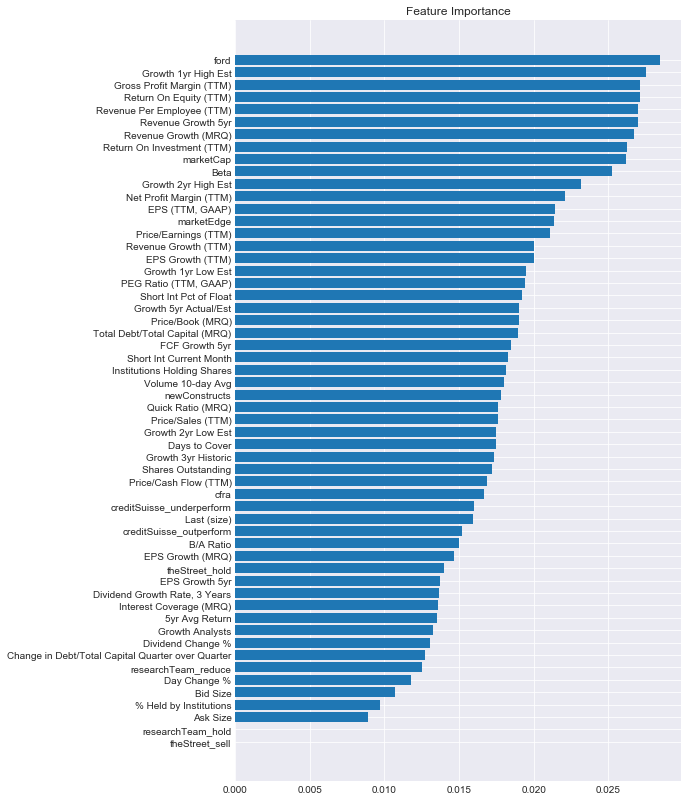 Feature Importance
ford
Growth 1yr High Est
Gross Profit Margin (TTM)
Return On Equity (TTM)
Revenue Per Employee (TTM)
Revenue Growth 5yr
Revenue Growth (MRQ)
Return On Investment (TTM)
marketCap
Beta
Growth 2yr High Est
Net Profit Margin (TTM)
EPS (TTM, GAAP)
marketEdge
Price/Earnings (TTM)
Revenue Growth (TTM)
EPS Growth (TTM)
Growth 1yr Low Est
PEG Ratio (TTM, GAAP)
Short Int Pct of Float
Growth 5yr Actual/Est
Price/Book (MRQ)
Total Debt/Total Capital (MRQ)
FCF Growth 5yr
Short Int Current Month
Institutions Holding Shares
Volume 10-day Avg
newConstructs
Quick Ratio (MRQ)
Price/Sales (TTM)
Growth 2yr Low Est
Days to Cover
Growth 3yr Historic
Shares Outstanding
Price/Cash Flow (TTM)
cfra
creditSuisse_underperform
Last (size)
creditSuisse_outperform
B/A Ratio
EPS Growth (MRQ)
theStreet_hold
EPS Growth 5yr
Dividend Growth Rate, 3 Years
Interest Coverage (MRQ)
5yr Avg Return
Growth Analysts
Dividend Change %
Change in Debt/Total Capital Quarter over Quarter
researchTeam_reduce
Day Change %
Bid Size
% Held by Institutions
Ask Size
researchTeam_hold
theStreet_sell
0.000 0.005 0.010 0.015 0.020 0.025